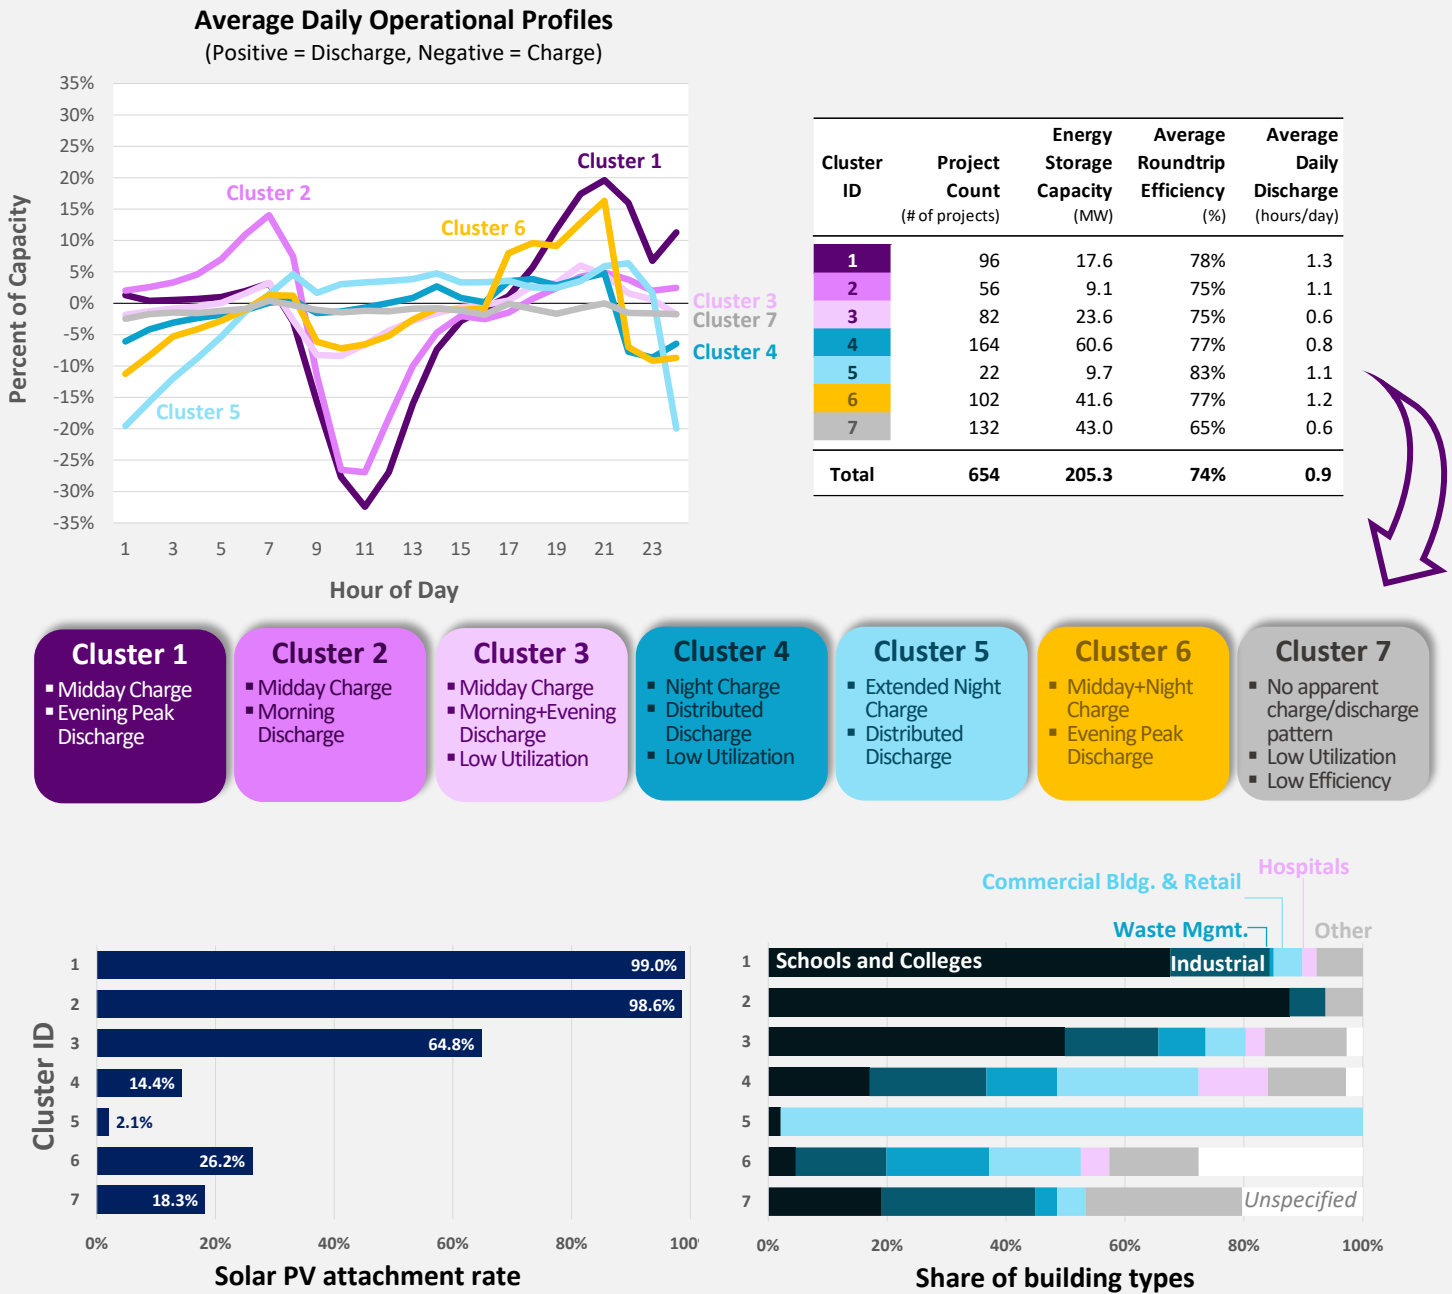 Average Daily Operational Profiles
(Positive = Discharge, Negative = Charge)
35%
30%
25%
20%
15%
10%
5%
0%
-5%
-10%
-15%
-20%
-25%
-30%
-35%
Percent of Capacity
Cluster 1
Cluster 2
Cluster 6
Cluster 3
Cluster 7
Cluster 4
Cluster 5
1 3 5 7 9 11 13 15 17 19 21 23
Hour of Day
Cluster ID
Project Count (# of projects)
Energy Storage Capacity (MW)
Average Roundtrip Efficiency (%)
Average Daily Discharge (hours/day)
1 96 17.6 78% 1.3
2 56 9.1 75% 1.1
3 82 23.6 75% 0.6
4 164 60.6 77% 0.8
5 22 9.7 83% 1.1
6 102 41.6 77% 1.2
7 132 43.0 65% 0.6
Total 654 205.3 74% 0.9
Cluster 1
Midday Charge
Evening Peak
Discharge
Cluster 2
Midday Charge
Morning
Discharge
Cluster 3
Midday Charge
Morning+Evening
Discharge
Low Utilization
Cluster 4
Night Charge
Distributed
Discharge
Low Utilization
Cluster 5
Extended Night
Charge
Distributed
Discharge
Cluster 6
Midday+Night
Charge
Evening Peak
Discharge
Cluster 7
No apparent
charge/discharge
pattern
Low Utilization
Low Efficiency
Cluster ID
1 99.0%
2 98.6%
3 64.8%
4 14.4%
5 2.1%
6 26.2%
7 18.3%
0% 20% 40% 60% 80% 100
Solar PV attachment rate
Hospitals
Commercial Bldg. & Retail
Waste Mgmt.
Other
1 Schools and Colleges Industrial
2
3
4
5
6
7 Unspecified
0% 20% 40% 60% 80% 100%
Share of building types